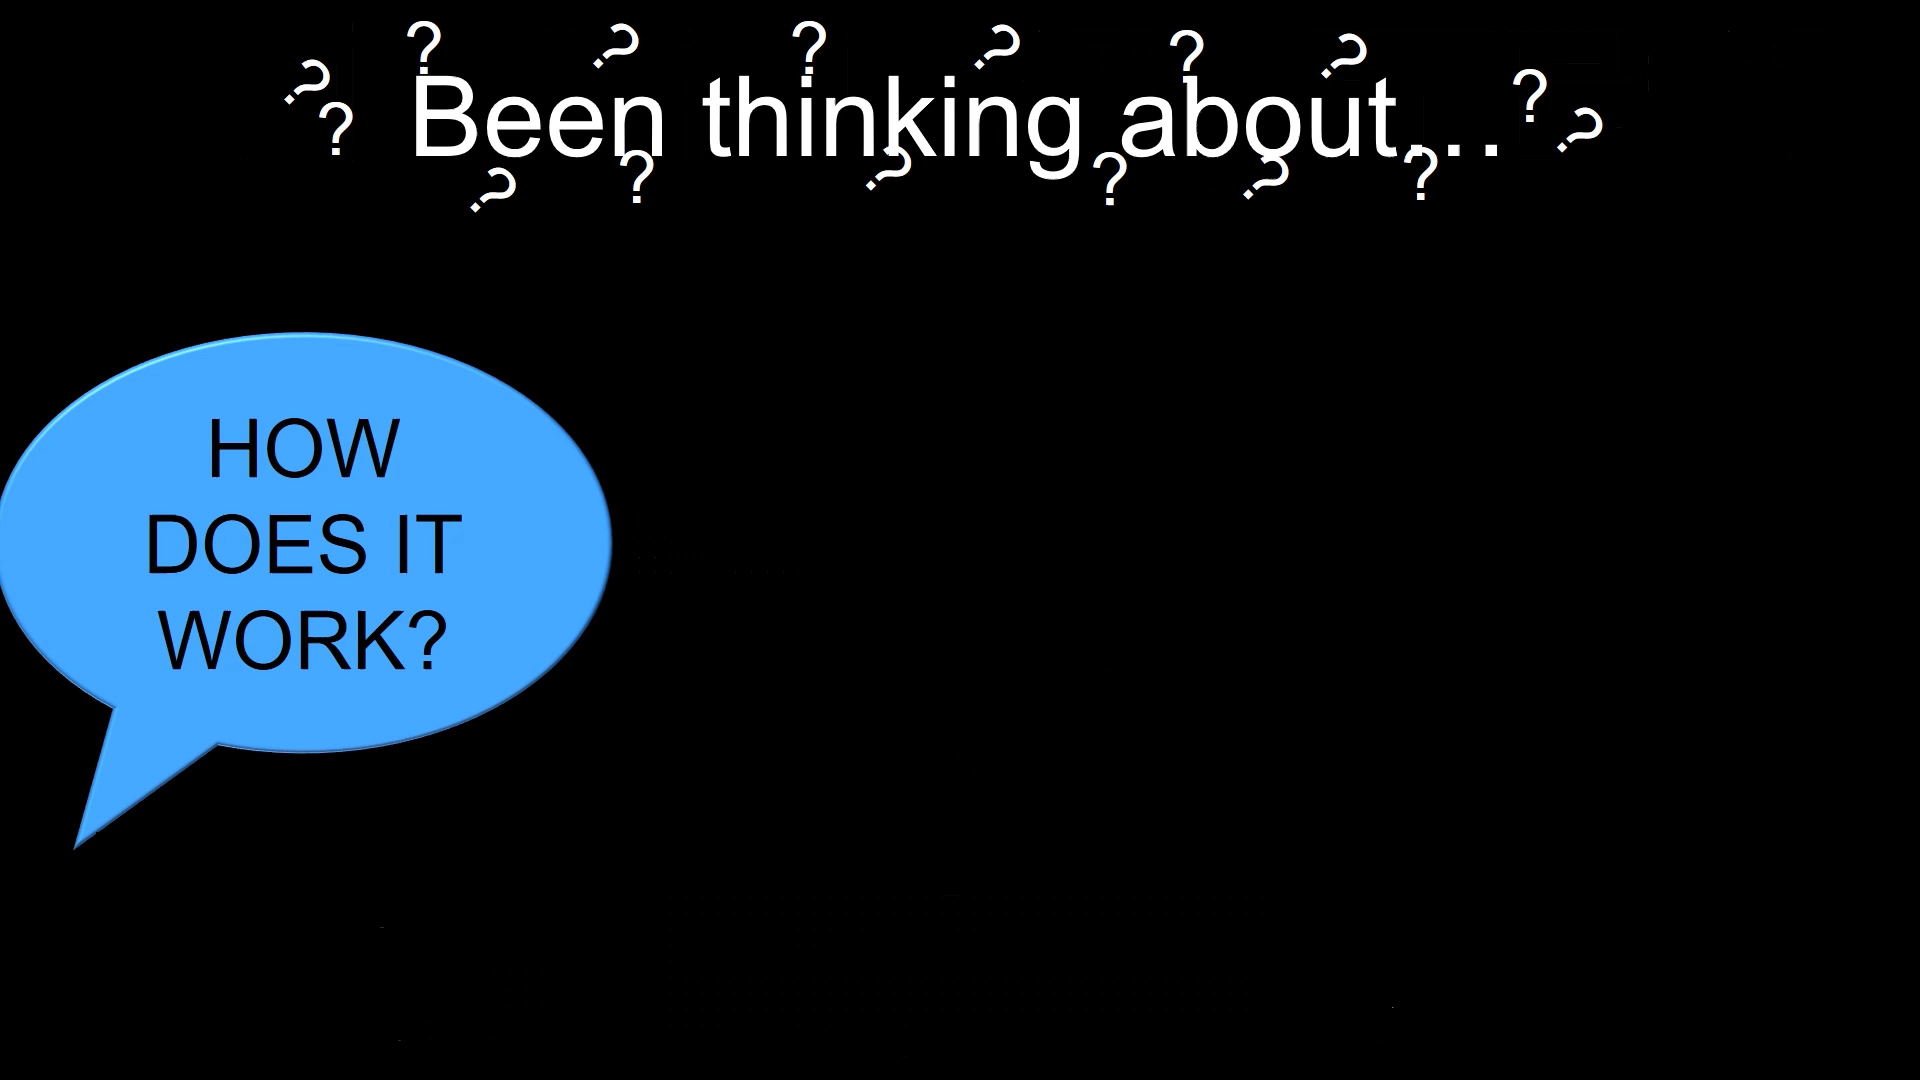 ? ? ? ? ? ? ? ? ? ? ?
Been thinking about...
? ? ? ? ? ?
HOW
DOES IT
WORK?